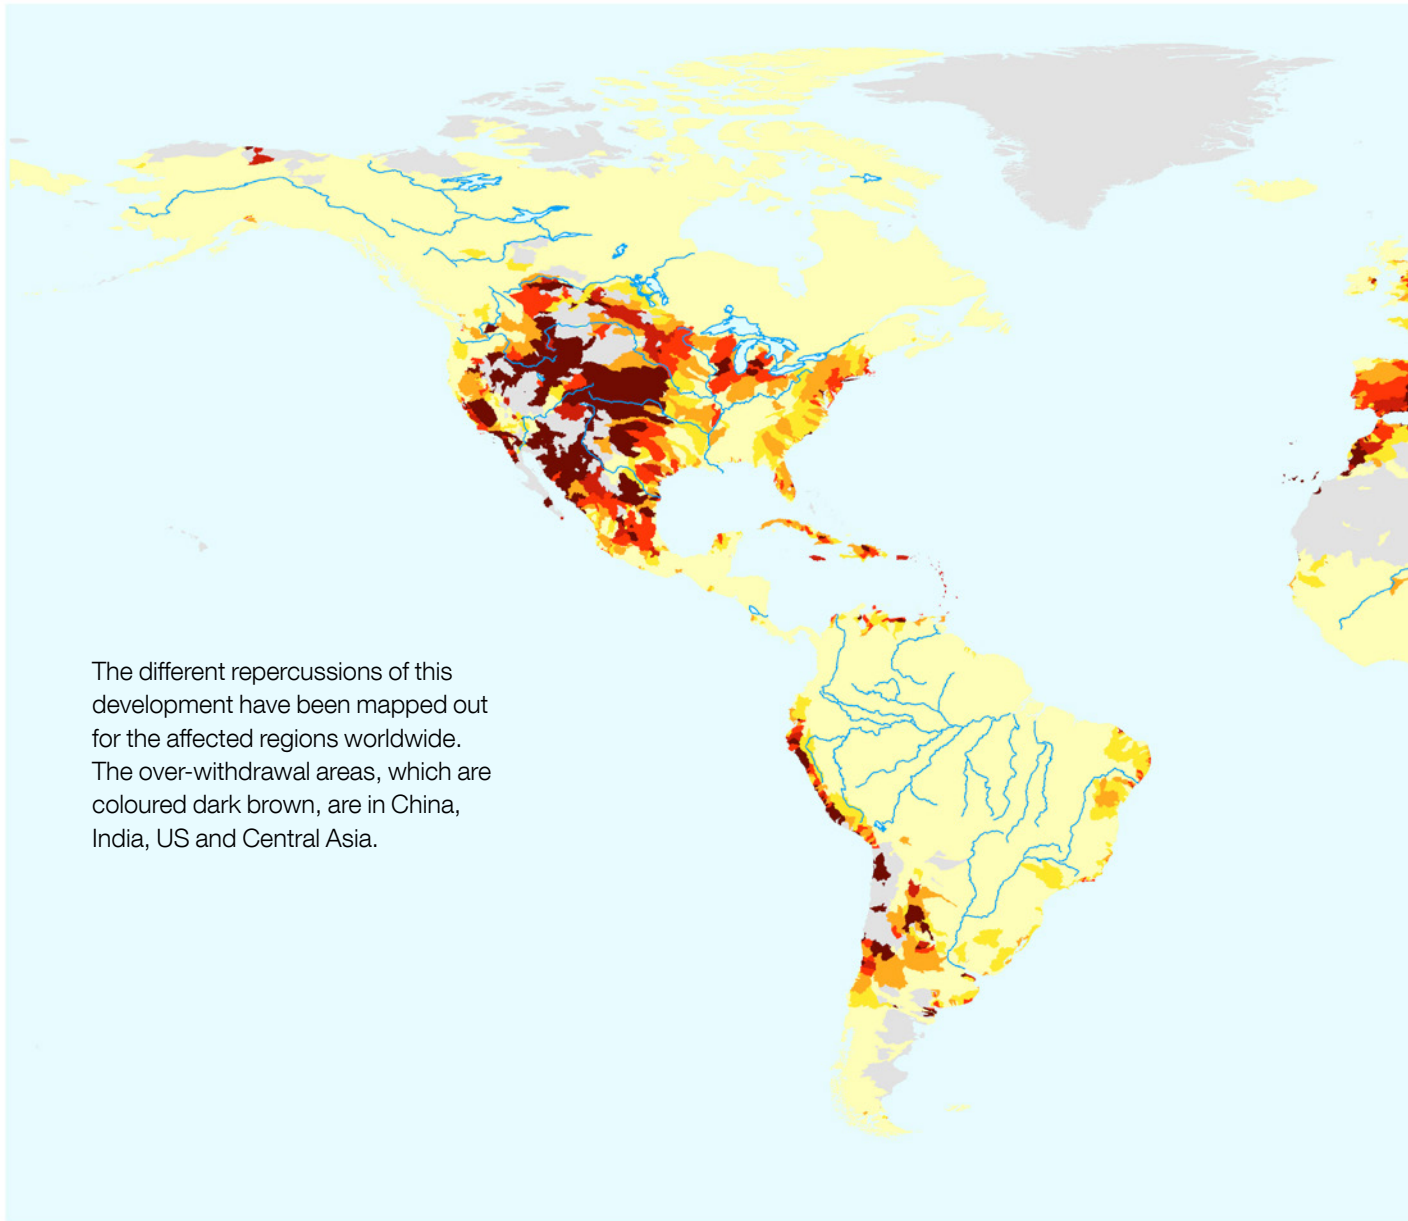 The different repercussions of this
development have been mapped out
for the affected regions worldwide.
The over-withdrawal areas, which are
coloured dark brown, are in China,
India, US and Central Asia.